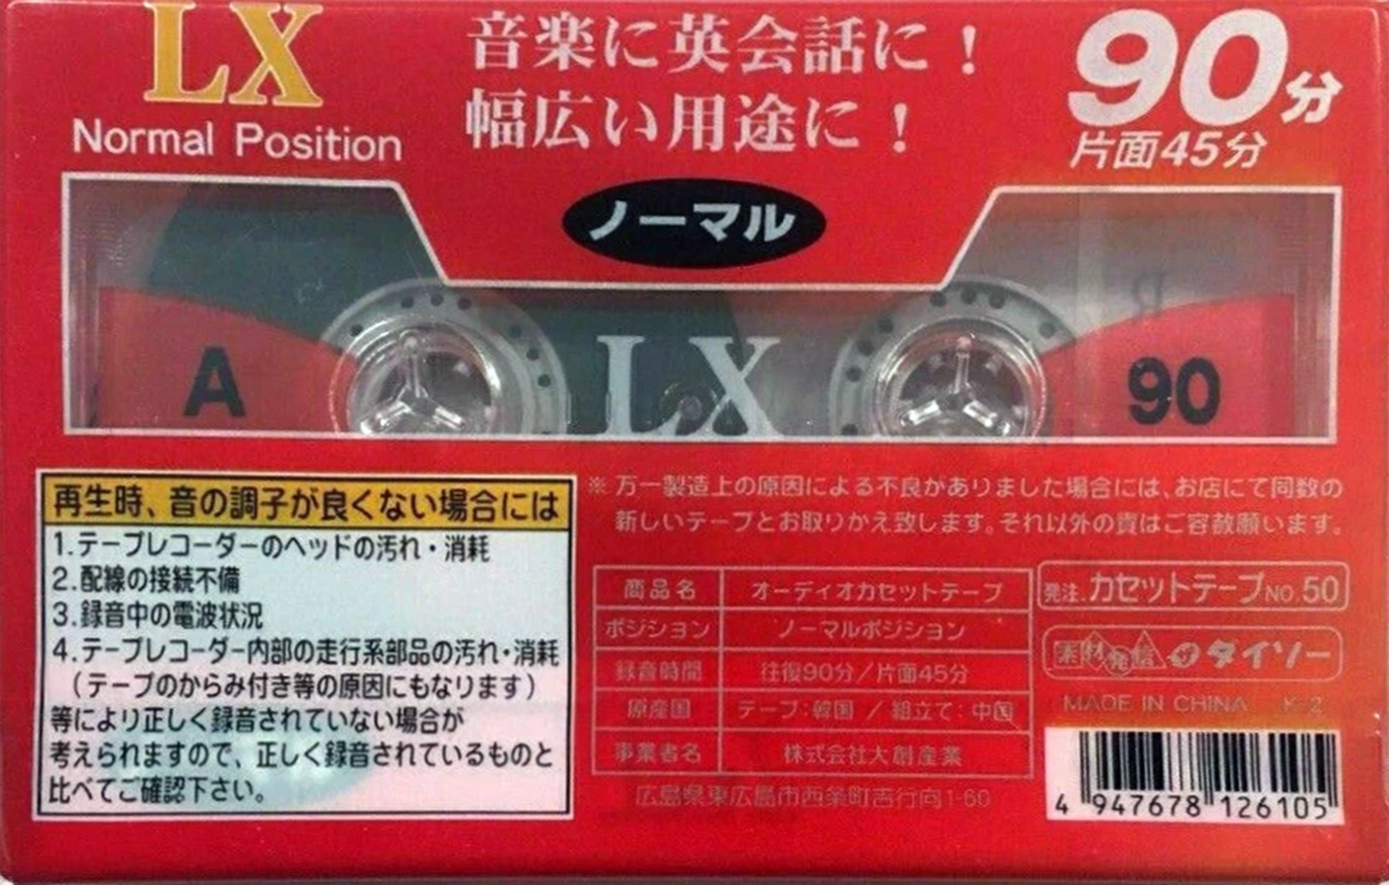 LX
Normal Position
音楽に英会話に！
幅広い用途に！
90分
片面45分
ノーマル
A
LX
90
再生時、音の調子が良くない場合には
1.テープレコーダーのヘッドの汚れ・消耗
2.配線の接続不備
3.録音中の電波状況
4.テープレコーダー内部の走行系部品の汚れ・消耗
（テープのからみ付き等の原因にもなります）
等により正しく録音されていない場合が
考えられますので、正しく録音されているものと
比べてご確認下さい。
※ 万一製造上の原因による不良がありました場合には、お店にて同数の
新しいテープとお取りかえ致します。それ以外の責はご容赦願います。
商品名 オーディオカセットテープ
ポジション ノーマルポジション
録音時間 往復90分／片面45分
原産国 テープ：韓国 ／ 組立て：中国
事業者名 株式会社大創産業
広島県東広島市西条町吉行向1-60
発注. カセットテープNO.50
素材発信 ダイソー
MADE IN CHINA K-2
4 947678 126105